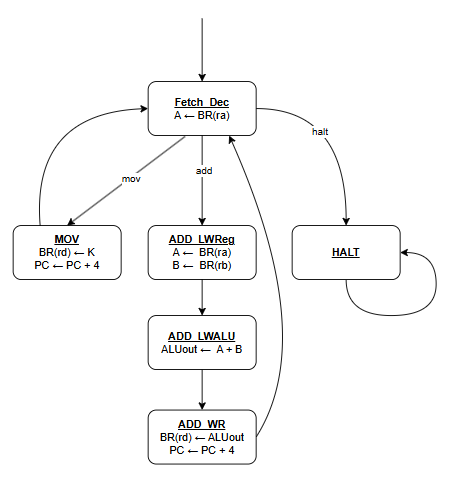 Fetch_Dec
A ← BR(ra)
halt
mov
add
MOV
BR(rd) ← K
PC ← PC + 4
ADD_LWReg
A ← BR(ra)
B ← BR(rb)
HALT
ADD_LWALU
ALUout ← A + B
ADD_WR
BR(rd) ← ALUout
PC ← PC + 4